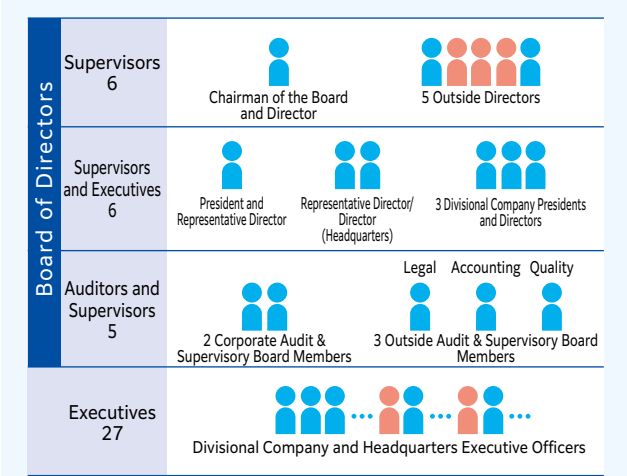 Board of Directors
Supervisors
6
Chairman of the Board
and Director
5 Outside Directors
Supervisors
and Executives
6
President and
Representative Director
Representative Director/
Director
(Headquarters)
3 Divisional Company Presidents
and Directors
Auditors and
Supervisors
5
2 Corporate Audit &
Supervisory Board Members
Legal Accounting Quality
3 Outside Audit & Supervisory Board
Members
Executives
27
Divisional Company and Headquarters Executive Officers